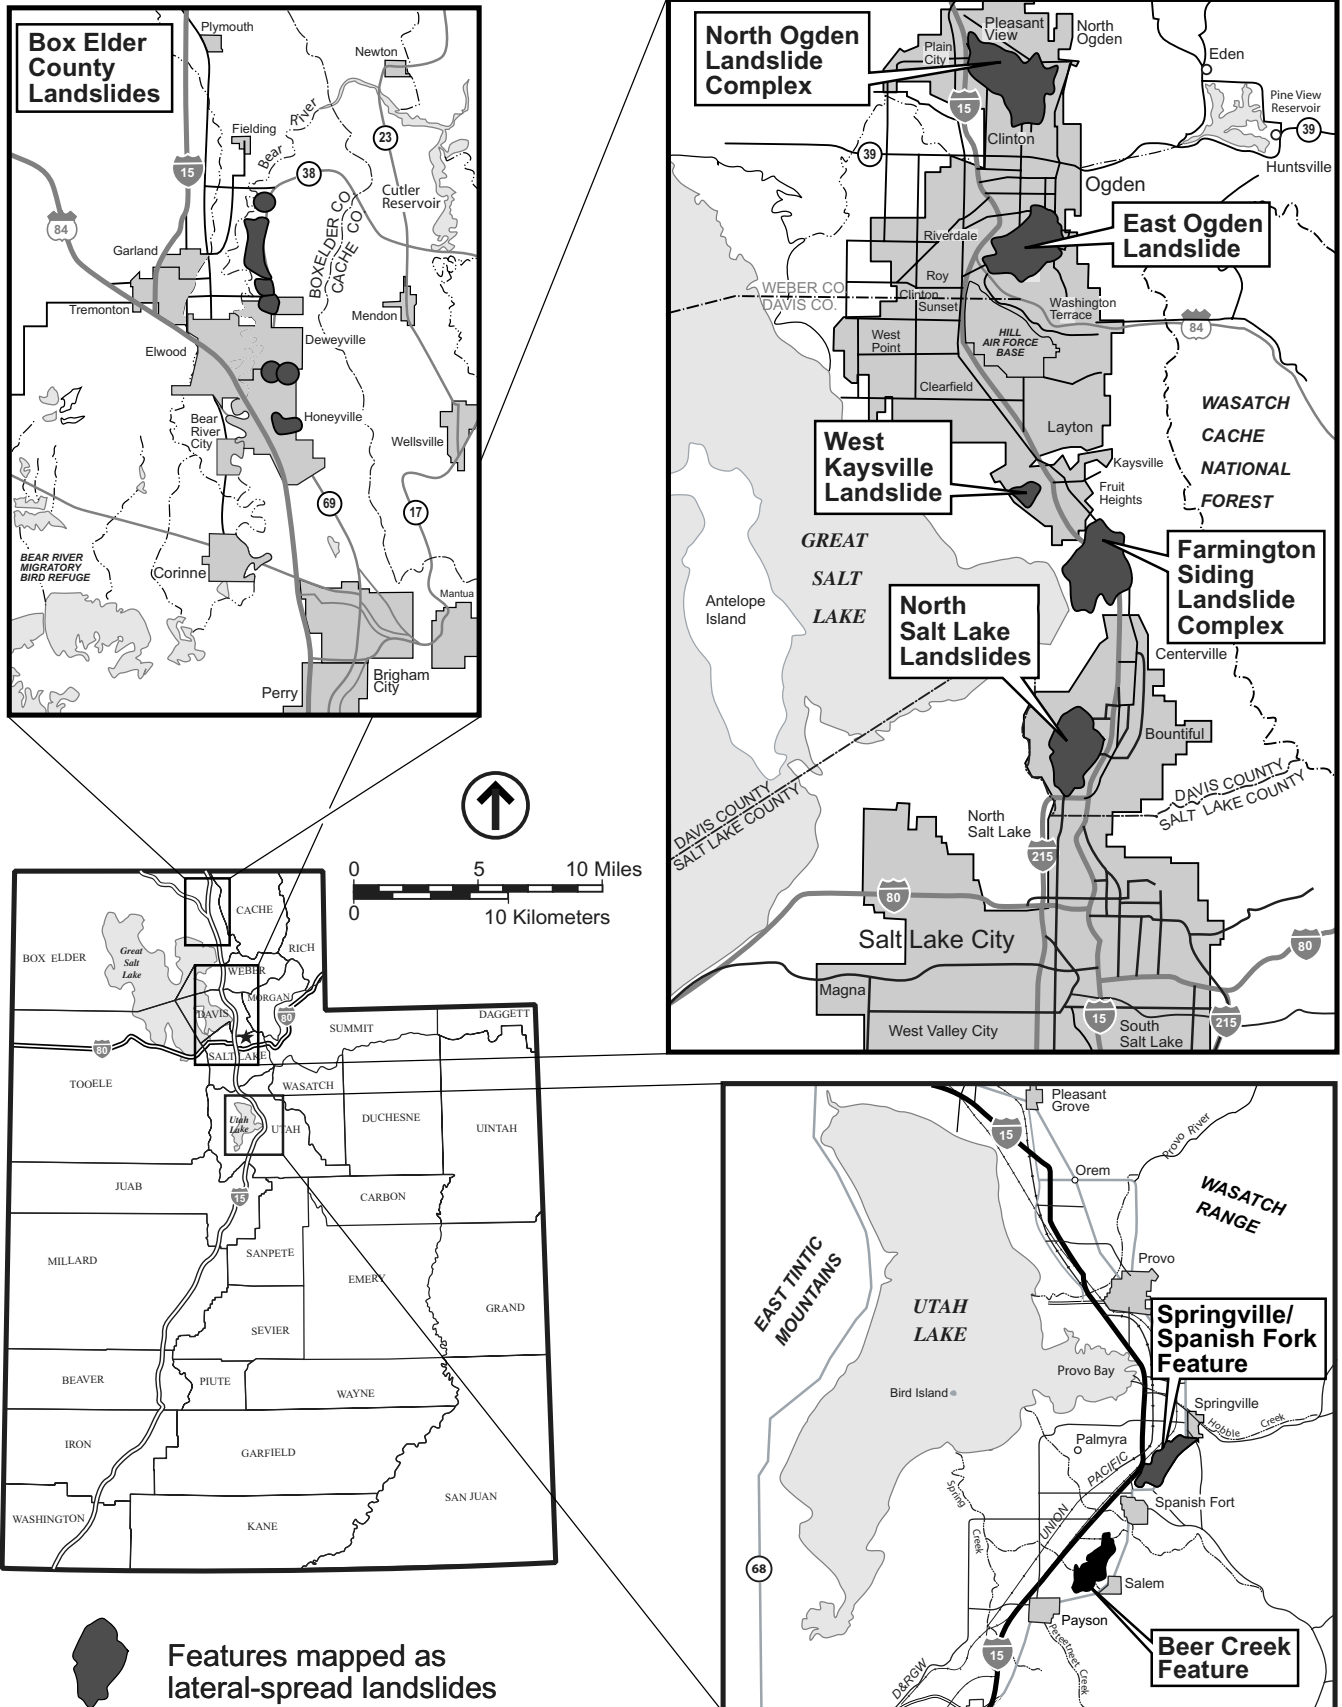 Box Elder
County
Landslides
Plymouth
Newton
Fielding
Bear River
23
15
38
Cutler
Reservoir
84
BOXELDER CO.
CACHE CO.
Garland
Tremonton
Mendon
Deweyville
Elwood
Bear
River
City
Honeyville
Wellsville
69
17
BEAR RIVER
MIGRATORY
BIRD REFUGE
Corinne
Mantua
Brigham
City
Perry
North Ogden
Landslide
Complex
Pleasant
View
North
Ogden
Plain
City
Eden
15
Pine View
Reservoir
39
Clinton
39
Huntsville
Ogden
East Ogden
Landslide
Riverdale
Roy
WEBER CO.
DAVIS CO.
Clinton
Sunset
Washington
Terrace
84
West
Point
HILL
AIR FORCE
BASE
Clearfield
WASATCH
CACHE
NATIONAL
FOREST
Layton
West
Kaysville
Landslide
Kaysville
Fruit
Heights
GREAT
SALT
LAKE
Farmington
Siding
Landslide
Complex
Antelope
Island
North
Salt Lake
Landslides
Centerville
Bountiful
DAVIS COUNTY
SALT LAKE COUNTY
DAVIS COUNTY
SALT LAKE COUNTY
North
Salt Lake
215
80
Salt Lake City
80
Magna
West Valley City
15
South
Salt Lake
215
0 5 10 Miles
0 10 Kilometers
BOX ELDER
CACHE
Great
Salt
Lake
RICH
WEBER
MORGAN
DAVIS
80
DAGGETT
SUMMIT
80
SALT LAKE
TOOELE
WASATCH
DUCHESNE
Utah
Lake
UTAH
UINTAH
JUAB
15
CARBON
MILLARD
SANPETE
EMERY
GRAND
SEVIER
BEAVER
PIUTE
WAYNE
IRON
GARFIELD
SAN JUAN
WASHINGTON
KANE
Features mapped as
lateral-spread landslides
Pleasant
Grove
15
Provo River
Orem
WASATCH
RANGE
EAST TINTIC
MOUNTAINS
Provo
UTAH
LAKE
Springville/
Spanish Fork
Feature
Provo Bay
Bird Island
Springville
Hobble Creek
Palmyra
UNION PACIFIC
Spring Creek
Spanish Fort
68
Salem
Payson
Peteetneet Creek
15
D&RGW
Beer Creek
Feature